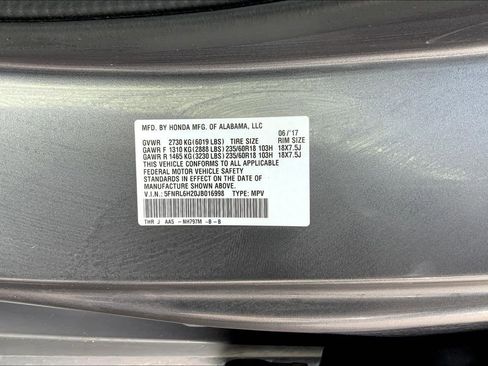 MFD. BY HONDA MFG. OF ALABAMA, LLC 06/'17
GVWR 2730 KG(6019 LBS) TIRE SIZE RIM SIZE
GAWR F 1310 KG(2888 LBS) 235/60R18 103H 18X7.5J
GAWR R 1465 KG(3230 LBS) 235/60R18 103H 18X7.5J
THIS VEHICLE CONFORMS TO ALL APPLICABLE
FEDERAL MOTOR VEHICLE SAFETY
STANDARDS IN EFFECT ON THE DATE OF
MANUFACTURE SHOWN ABOVE.
V.I.N.: 5FNRL6H20JB016998 TYPE: MPV
THR J AA5 - NH797M -B - B